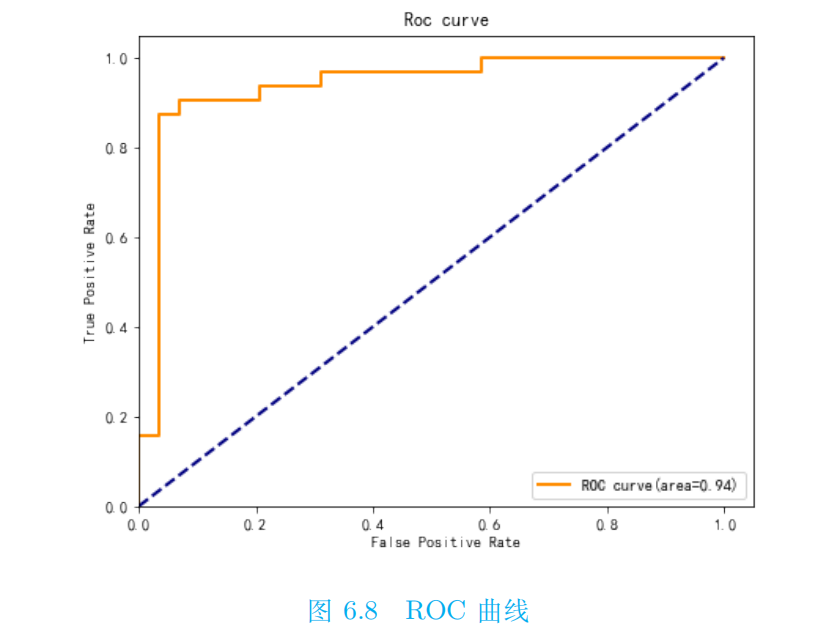 Roc curve
1.0
0.8
0.6
0.4
0.2
0.0
True Positive Rate
ROC curve(area=0.94)
0.0 0.2 0.4 0.6 0.8 1.0
False Positive Rate
图 6.8 ROC 曲线